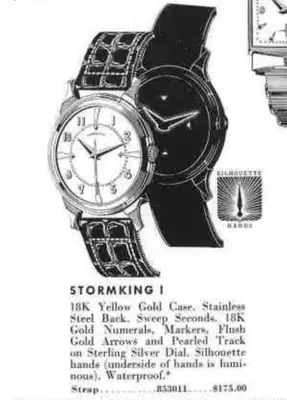 HAMILTON
SILHOUETTE
HANDS
STORMKING I
18K Yellow Gold Case. Stainless
Steel Back. Sweep Seconds. 18K
Gold Numerals, Markers, Flush
Gold Arrows and Pearled Track
on Sterling Silver Dial. Silhouette
hands (underside of hands is lumi-
nous). Waterproof.*
Strap..............853011.....$175.00